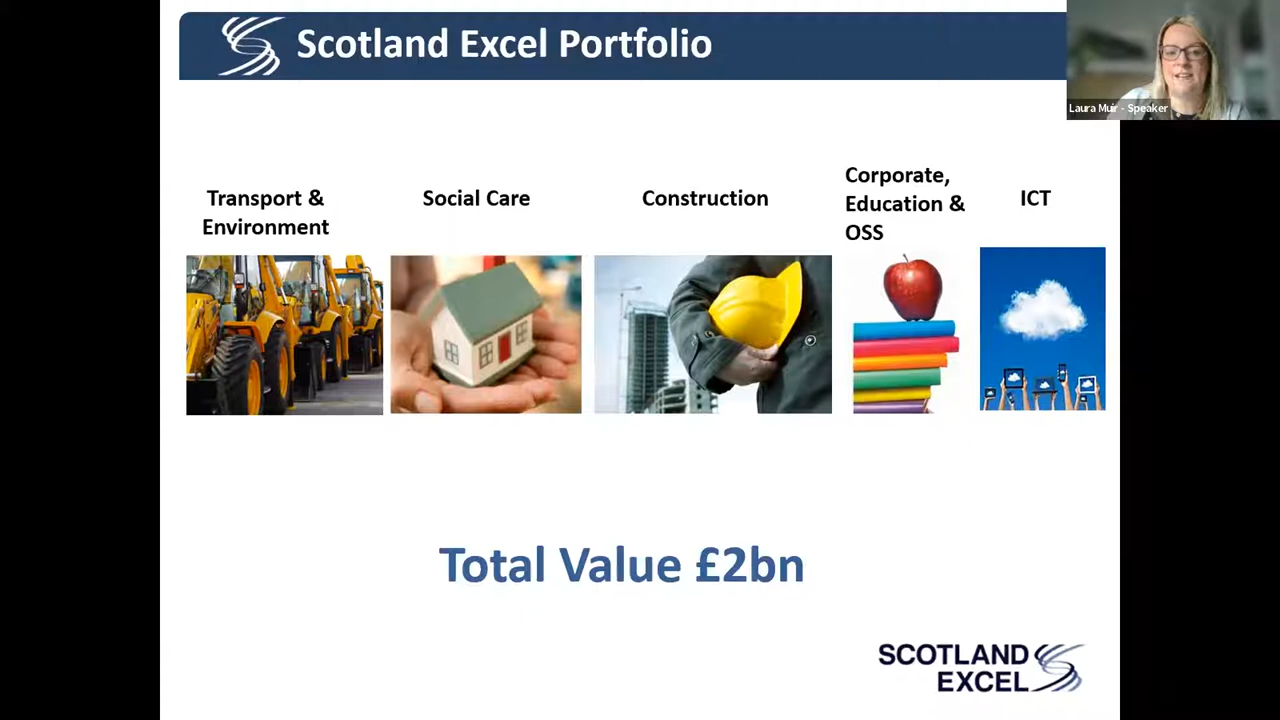 Scotland Excel Portfolio
Laura Muir - Speaker
Transport &
Environment
Social Care
Construction
Corporate,
Education &
OSS
ICT
Total Value £2bn
SCOTLAND
EXCEL